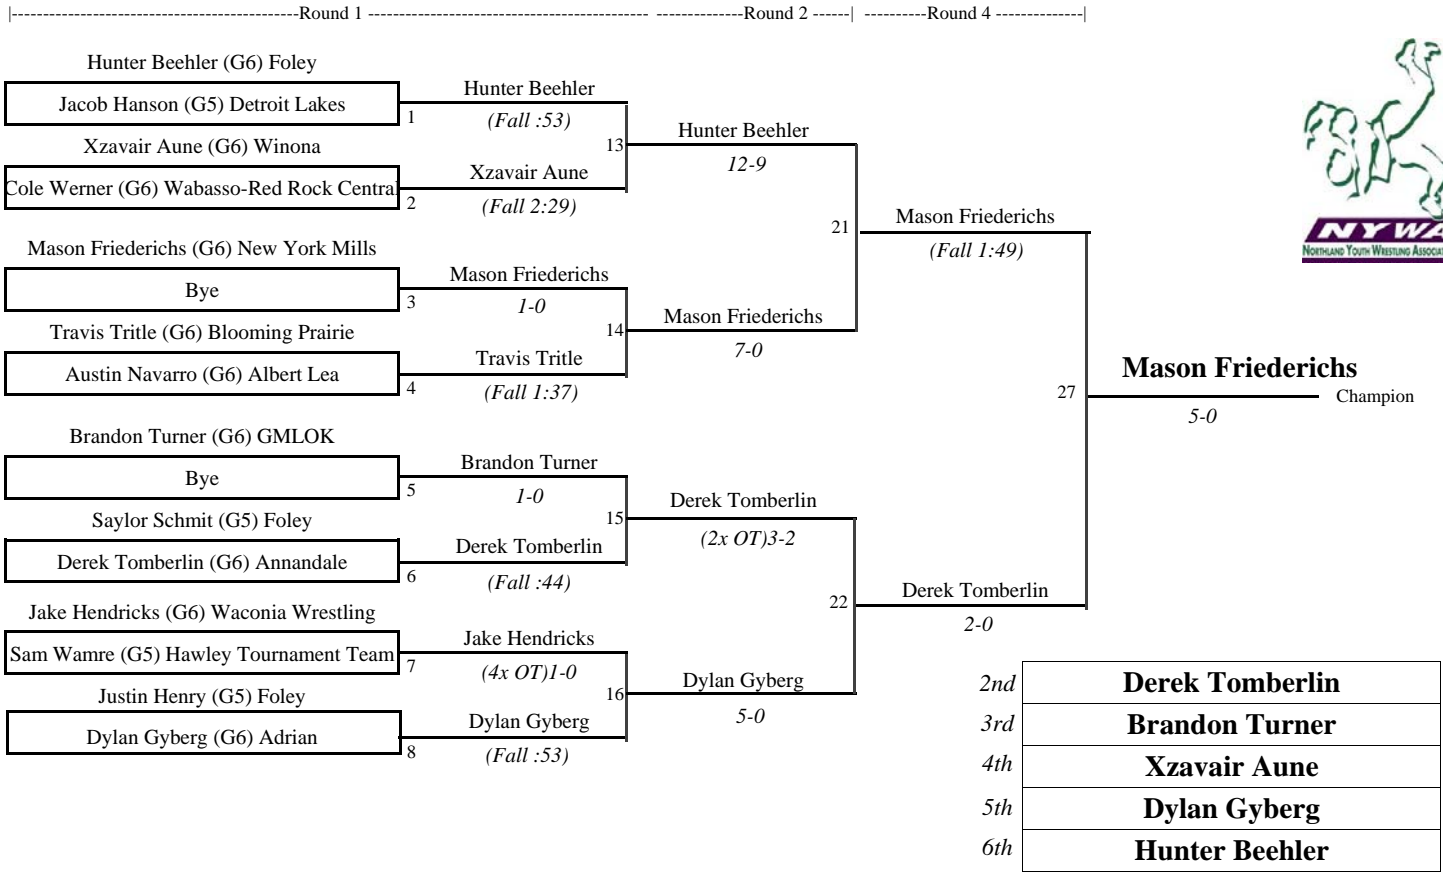 |----------------------------------------------Round 1 --------------------------------------------- --------------Round 2 ------| ----------Round 4 --------------|
Hunter Beehler (G6) Foley
Jacob Hanson (G5) Detroit Lakes
1
Hunter Beehler
(Fall :53)
Xzavair Aune (G6) Winona
Cole Werner (G6) Wabasso-Red Rock Central
2
Xzavair Aune
(Fall 2:29)
13
Hunter Beehler
12-9
Mason Friederichs (G6) New York Mills
Bye
3
Mason Friederichs
1-0
Travis Tritle (G6) Blooming Prairie
Austin Navarro (G6) Albert Lea
4
Travis Tritle
(Fall 1:37)
14
Mason Friederichs
7-0
21
Mason Friederichs
(Fall 1:49)
Brandon Turner (G6) GMLOK
Bye
5
Brandon Turner
1-0
Saylor Schmit (G5) Foley
Derek Tomberlin (G6) Annandale
6
Derek Tomberlin
(Fall :44)
15
Derek Tomberlin
(2x OT)3-2
Jake Hendricks (G6) Waconia Wrestling
Sam Wamre (G5) Hawley Tournament Team
7
Jake Hendricks
(4x OT)1-0
Justin Henry (G5) Foley
Dylan Gyberg (G6) Adrian
8
Dylan Gyberg
(Fall :53)
16
Dylan Gyberg
5-0
22
Derek Tomberlin
2-0
27
Mason Friederichs
Champion
5-0
NYWA
NORTHLAND YOUTH WRESTLING ASSOCIAT
2nd Derek Tomberlin
3rd Brandon Turner
4th Xzavair Aune
5th Dylan Gyberg
6th Hunter Beehler